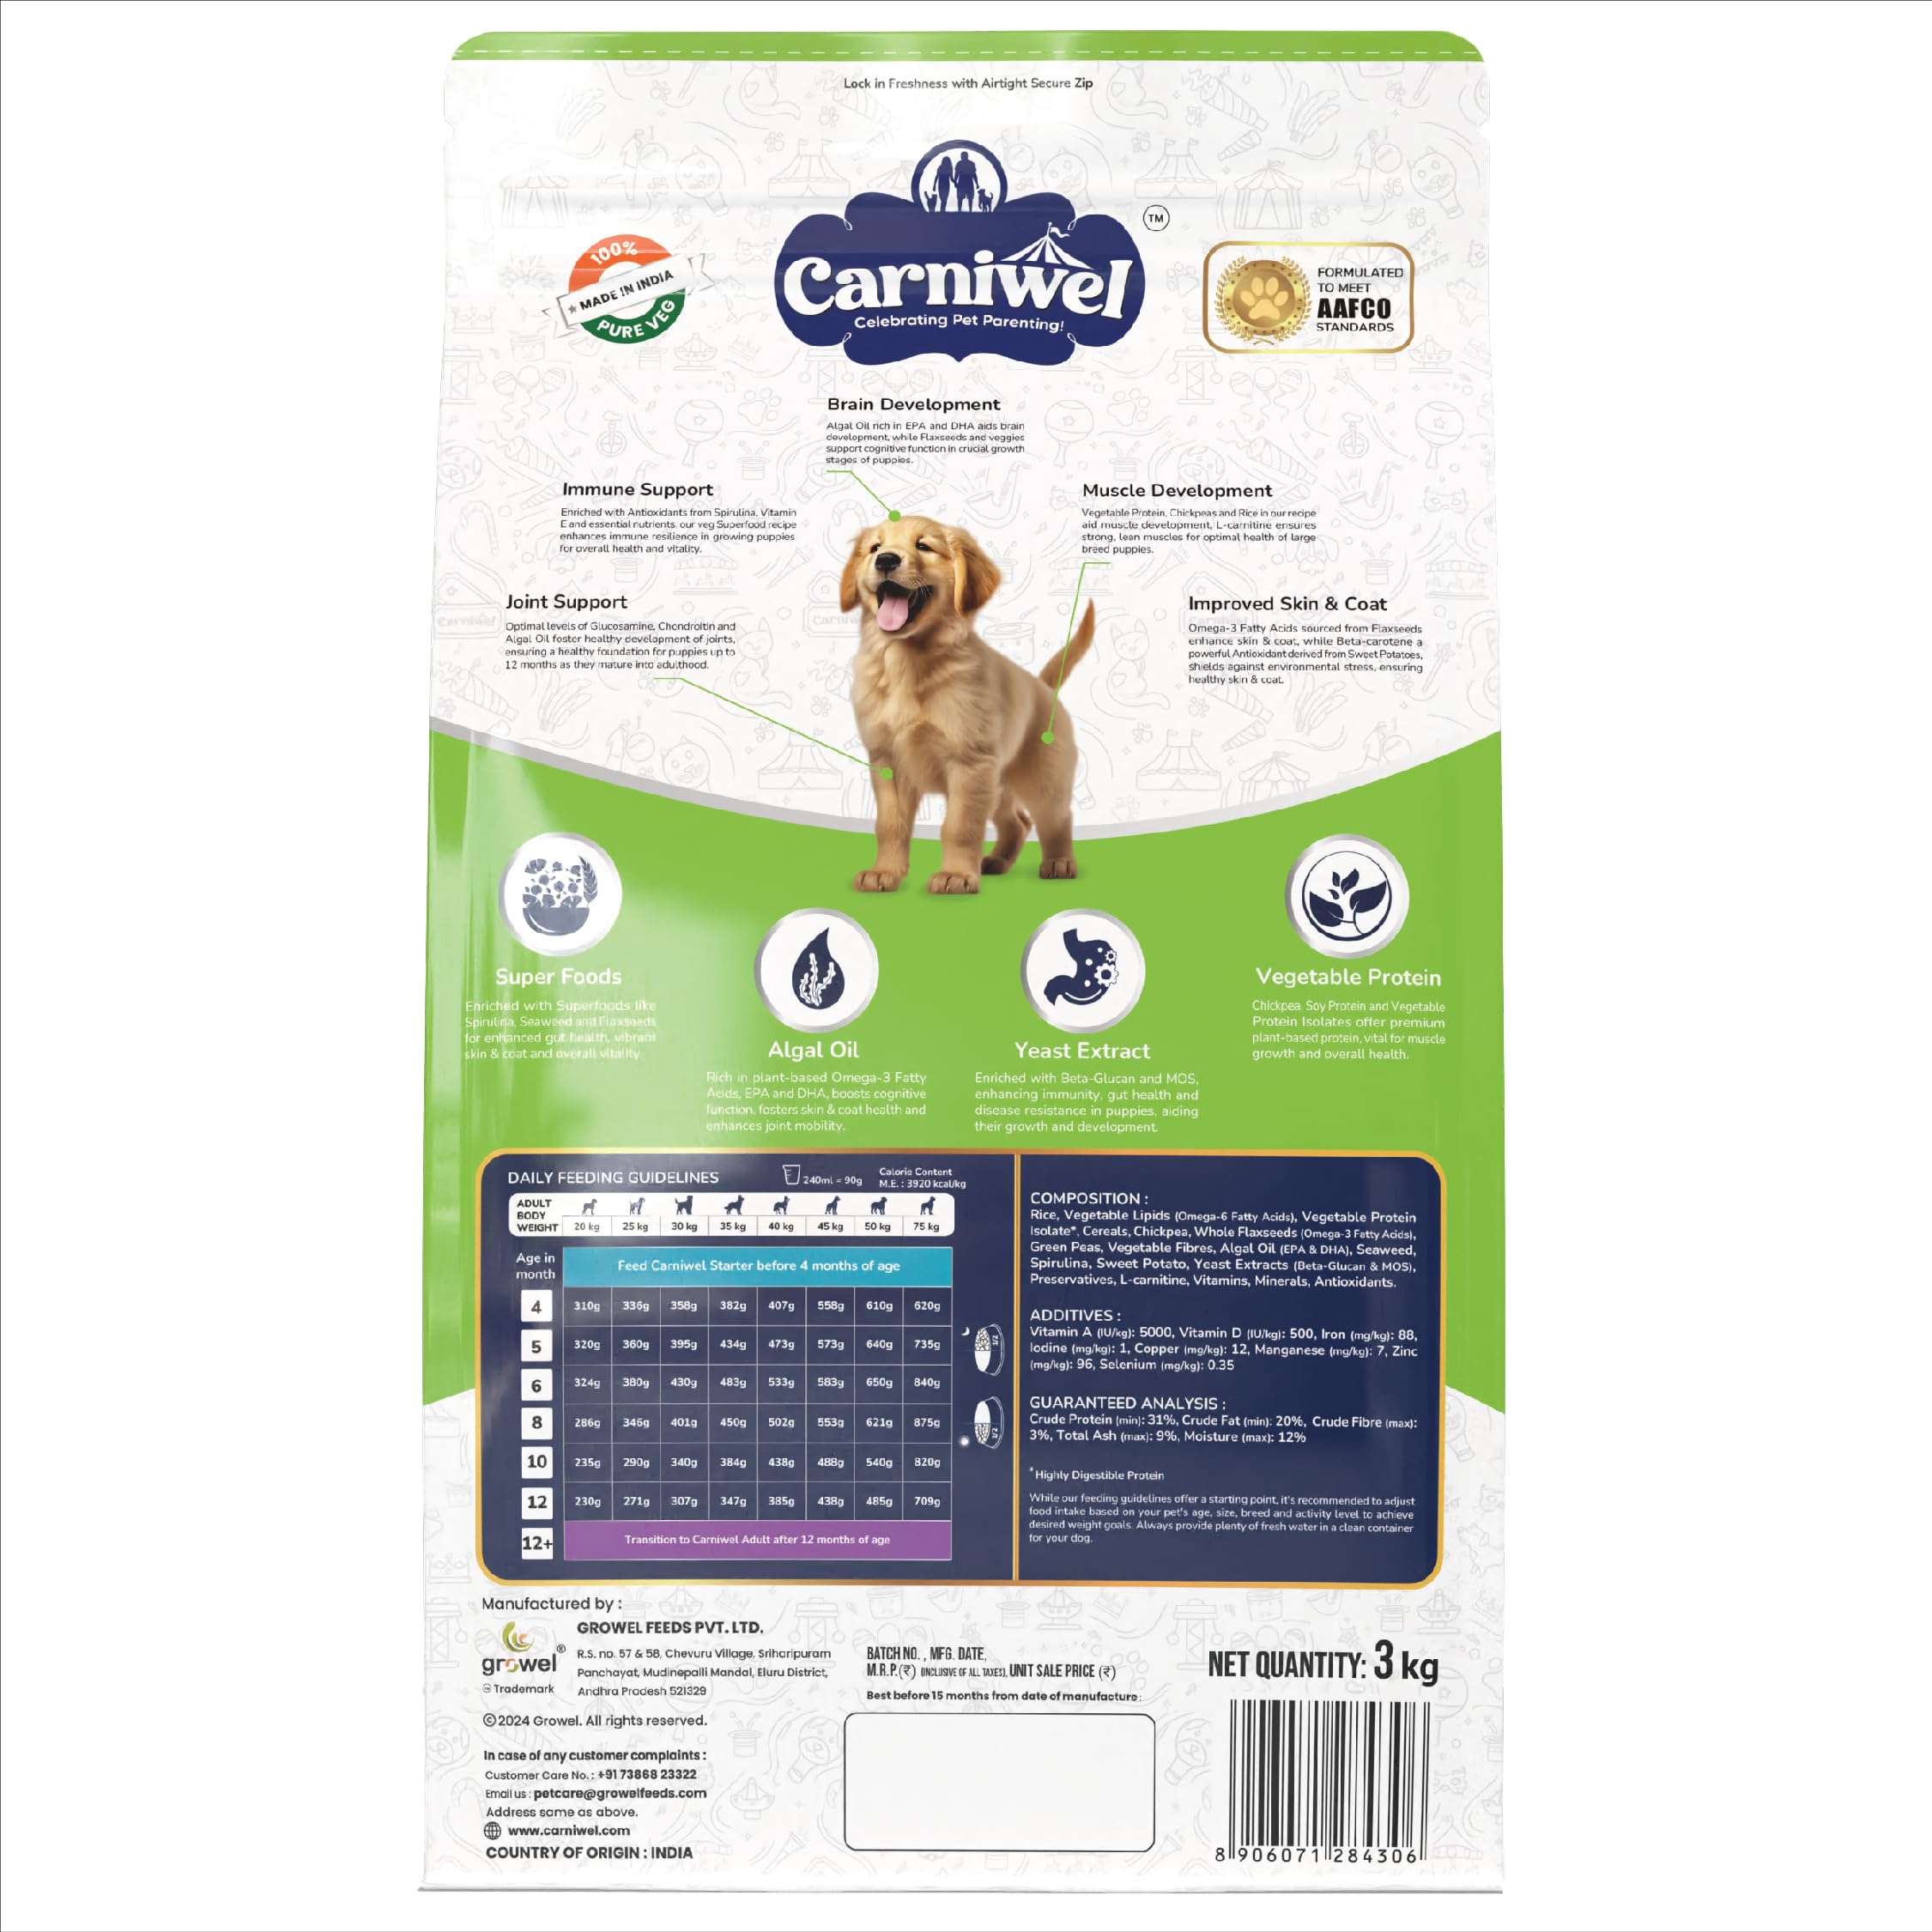 Lock in Freshness with Airtight Secure Zip
TM
Carniwel
Celebrating Pet Parenting!
100%
MADE IN INDIA
PURE VEG
FORMULATED
TO MEET
AAFCO
STANDARDS
Brain Development
Algal Oil rich in EPA and DHA aids brain
development, while Flaxseeds and veggies
support cognitive function in crucial growth
stages of puppies.
Immune Support
Enriched with Antioxidants from Spirulina, Vitamin
E and essential nutrients, our veg Superfood recipe
enhances immune resilience in growing puppies
for overall health and vitality.
Muscle Development
Vegetable Protein, Chickpeas and Rice in our recipe
aid muscle development, L-carnitine ensures
strong, lean muscles for optimal health of large
breed puppies.
Joint Support
Optimal levels of Glucosamine, Chondroitin and
Algal Oil foster healthy development of joints,
ensuring a healthy foundation for puppies up to
12 months as they mature into adulthood.
Improved Skin & Coat
Omega-3 Fatty Acids sourced from Flaxseeds
enhance skin & coat, while Beta-carotene a
powerful Antioxidant derived from Sweet Potatoes,
shields against environmental stress, ensuring
healthy skin & coat.
Super Foods
Enriched with Superfoods like
Spirulina, Seaweed and Flaxseeds
for enhanced gut health, vibrant
skin & coat and overall vitality.
Algal Oil
Rich in plant-based Omega-3 Fatty
Acids, EPA and DHA, boosts cognitive
function, fosters skin & coat health and
enhances joint mobility.
Yeast Extract
Enriched with Beta-Glucan and MOS,
enhancing immunity, gut health and
disease resistance in puppies, aiding
their growth and development.
Vegetable Protein
Chickpea, Soy Protein and Vegetable
Protein Isolates offer premium
plant-based protein, vital for muscle
growth and overall health.
DAILY FEEDING GUIDELINES
240ml = 90g
Calorie Content
M.E. : 3920 kcal/kg
ADULT
BODY
WEIGHT 20 kg 25 kg 30 kg 35 kg 40 kg 45 kg 50 kg 75 kg
Age in
month
Feed Carniwel Starter before 4 months of age
4 310g 336g 358g 382g 407g 558g 610g 620g
5 320g 360g 395g 434g 473g 573g 640g 735g
6 324g 380g 430g 483g 533g 583g 650g 840g
8 286g 346g 401g 450g 502g 553g 621g 875g
10 235g 290g 340g 384g 438g 488g 540g 820g
12 230g 271g 307g 347g 385g 438g 485g 709g
12+ Transition to Carniwel Adult after 12 months of age
1/2
1/2
COMPOSITION :
Rice, Vegetable Lipids (Omega-6 Fatty Acids), Vegetable Protein
Isolate*, Cereals, Chickpea, Whole Flaxseeds (Omega-3 Fatty Acids),
Green Peas, Vegetable Fibres, Algal Oil (EPA & DHA), Seaweed,
Spirulina, Sweet Potato, Yeast Extracts (Beta-Glucan & MOS),
Preservatives, L-carnitine, Vitamins, Minerals, Antioxidants.
ADDITIVES :
Vitamin A (IU/kg): 5000, Vitamin D (IU/kg): 500, Iron (mg/kg): 88,
Iodine (mg/kg): 1, Copper (mg/kg): 12, Manganese (mg/kg): 7, Zinc
(mg/kg): 96, Selenium (mg/kg): 0.35
GUARANTEED ANALYSIS :
Crude Protein (min): 31%, Crude Fat (min): 20%, Crude Fibre (max):
3%, Total Ash (max): 9%, Moisture (max): 12%
*Highly Digestible Protein
While our feeding guidelines offer a starting point, it's recommended to adjust
food intake based on your pet's age, size, breed and activity level to achieve
desired weight goals. Always provide plenty of fresh water in a clean container
for your dog.
Manufactured by :
growel®
Trademark
GROWEL FEEDS PVT. LTD.
R.S. no. 57 & 58, Chevuru Village, Sriharipuram
Panchayat, Mudinepalli Mandal, Eluru District,
Andhra Pradesh 521329
© 2024 Growel. All rights reserved.
In case of any customer complaints :
Customer Care No. : +91 73868 23322
Email us : petcare@growelfeeds.com
Address same as above.
www.carniwel.com
COUNTRY OF ORIGIN : INDIA
BATCH NO. , MFG. DATE,
M.R.P.(₹) (INCLUSIVE OF ALL TAXES), UNIT SALE PRICE (₹)
Best before 15 months from date of manufacture :
NET QUANTITY: 3 kg
8 906071 284306